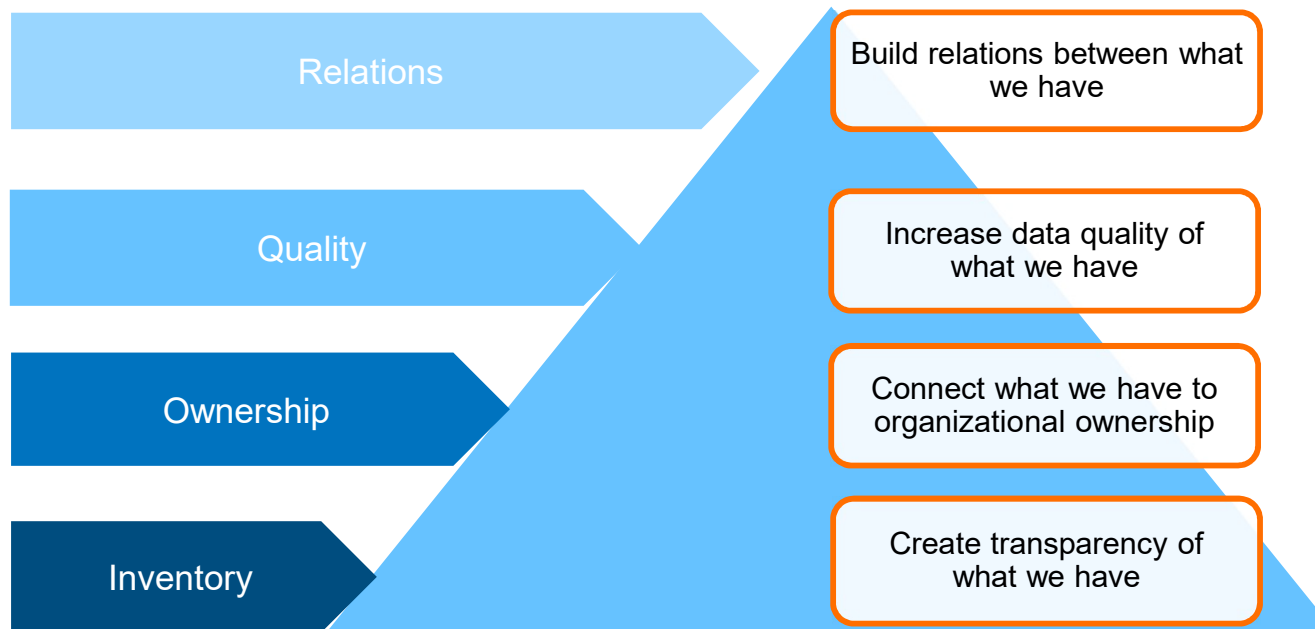 Relations
Build relations between what
we have
Quality
Increase data quality of
what we have
Ownership
Connect what we have to
organizational ownership
Inventory
Create transparency of
what we have